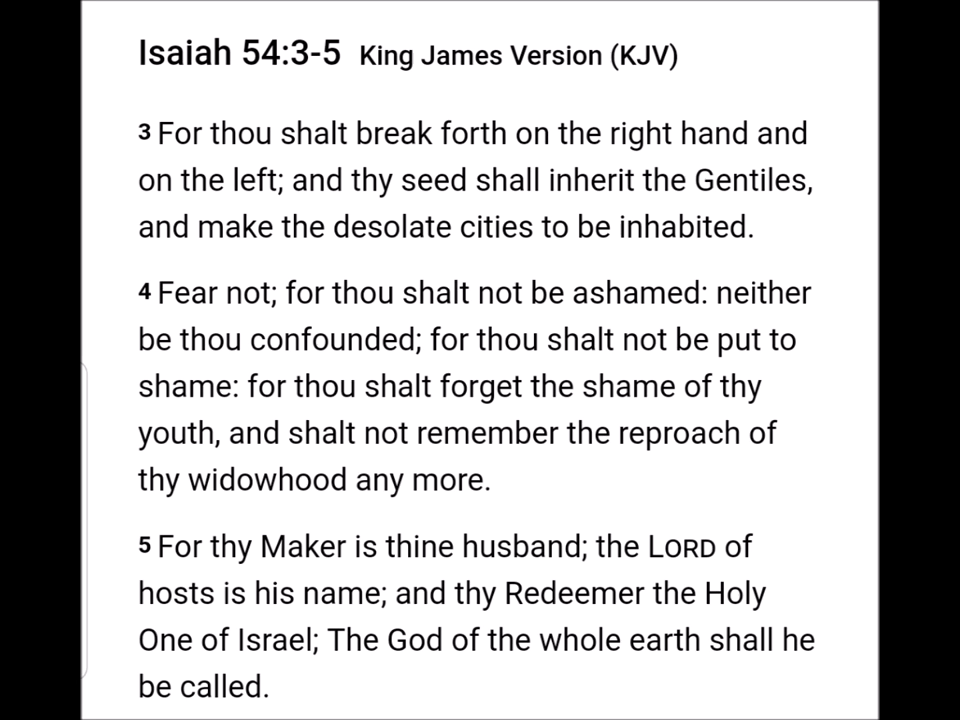 Isaiah 54:3-5 King James Version (KJV)
3 For thou shalt break forth on the right hand and
on the left; and thy seed shall inherit the Gentiles,
and make the desolate cities to be inhabited.
4 Fear not; for thou shalt not be ashamed: neither
be thou confounded; for thou shalt not be put to
shame: for thou shalt forget the shame of thy
youth, and shalt not remember the reproach of
thy widowhood any more.
5 For thy Maker is thine husband; the LORD of
hosts is his name; and thy Redeemer the Holy
One of Israel; The God of the whole earth shall he
be called.